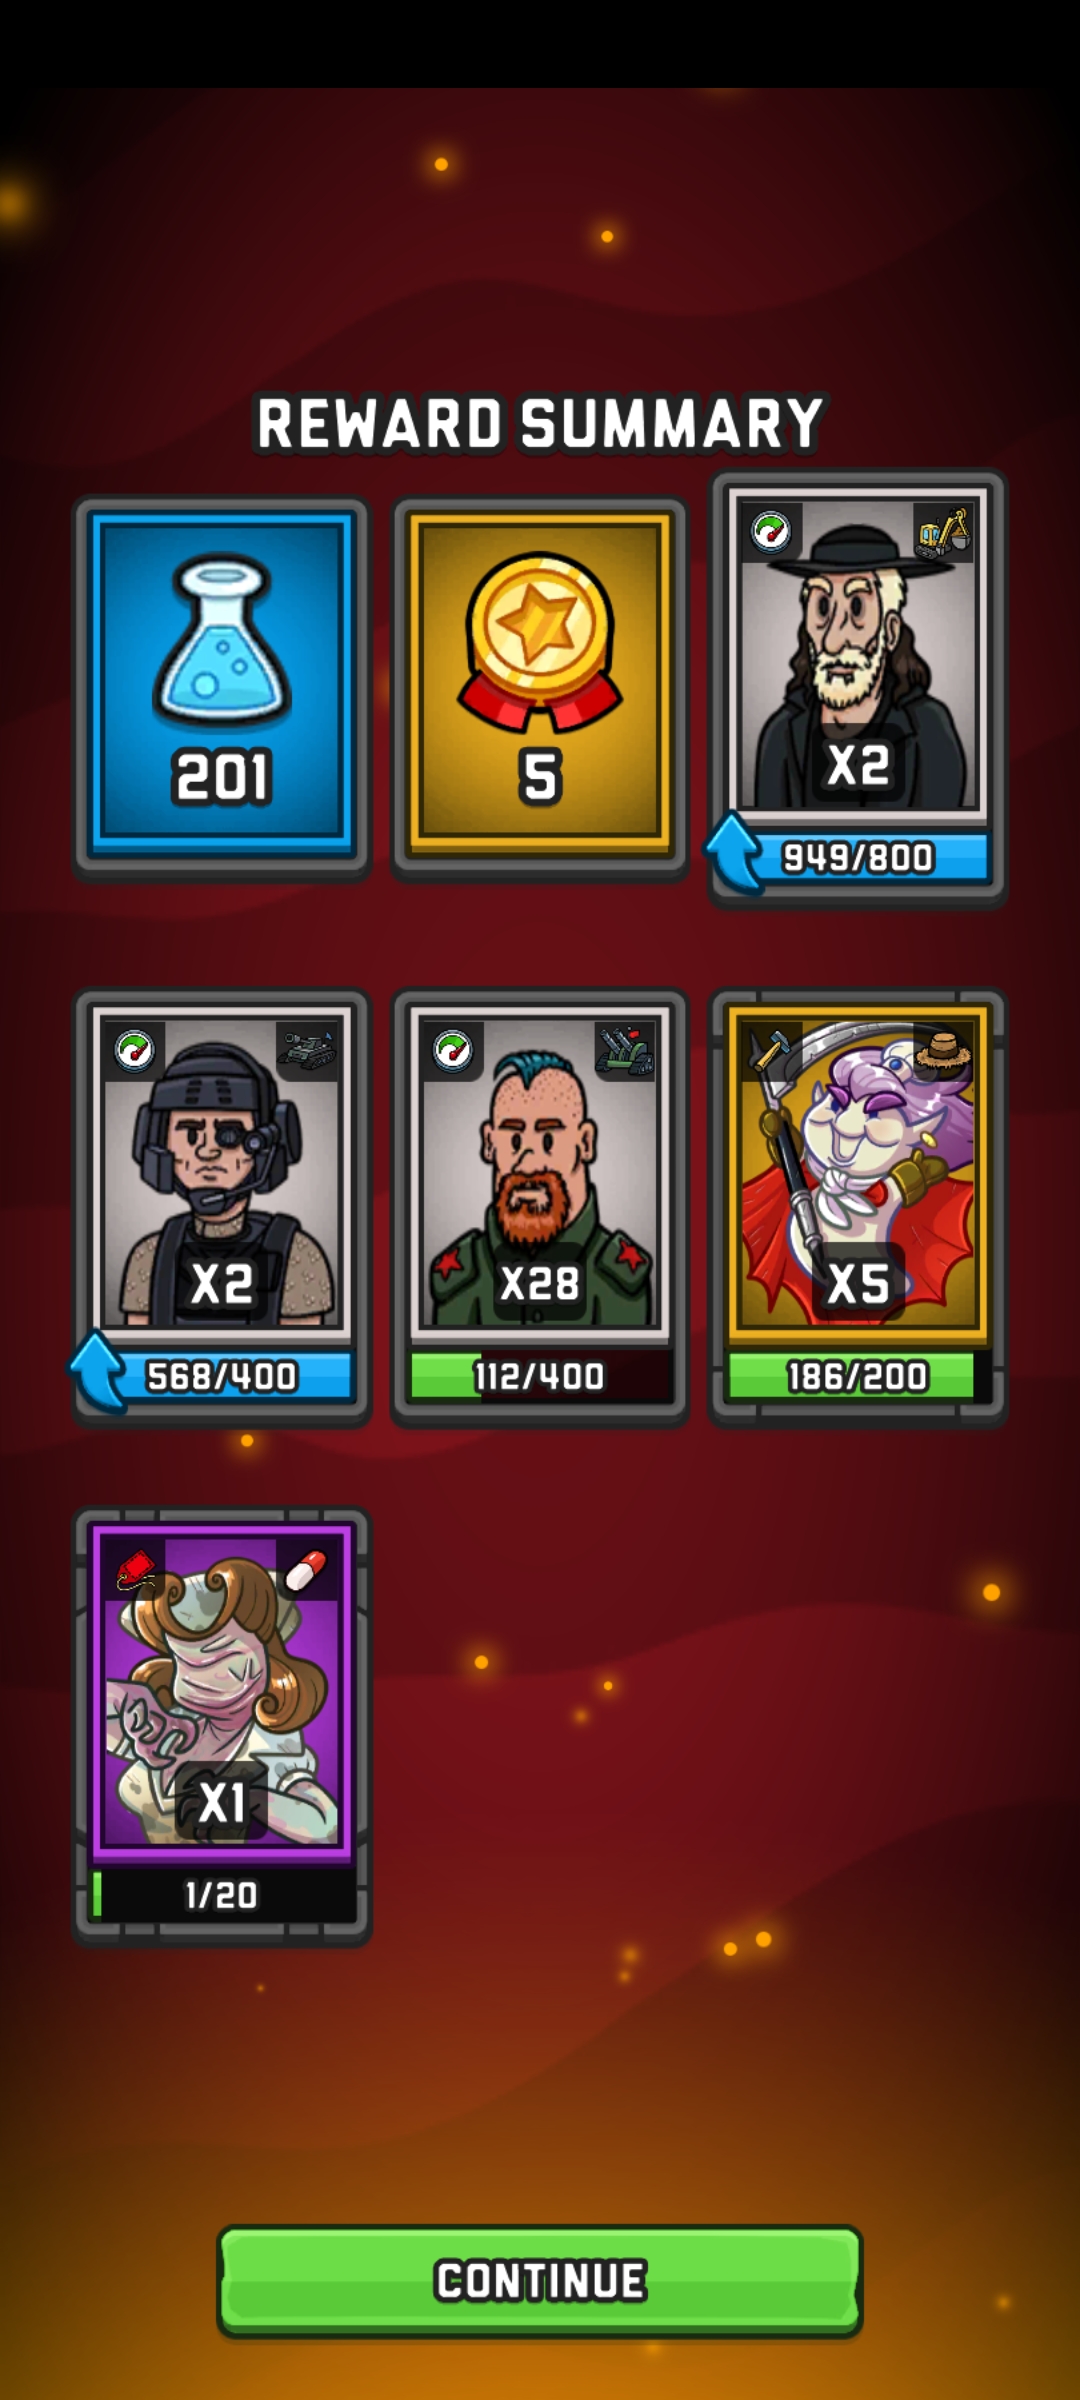 REWARD SUMMARY
201
5
X2
949/800
X2
568/400
X28
112/400
X5
186/200
X1
1/20
CONTINUE